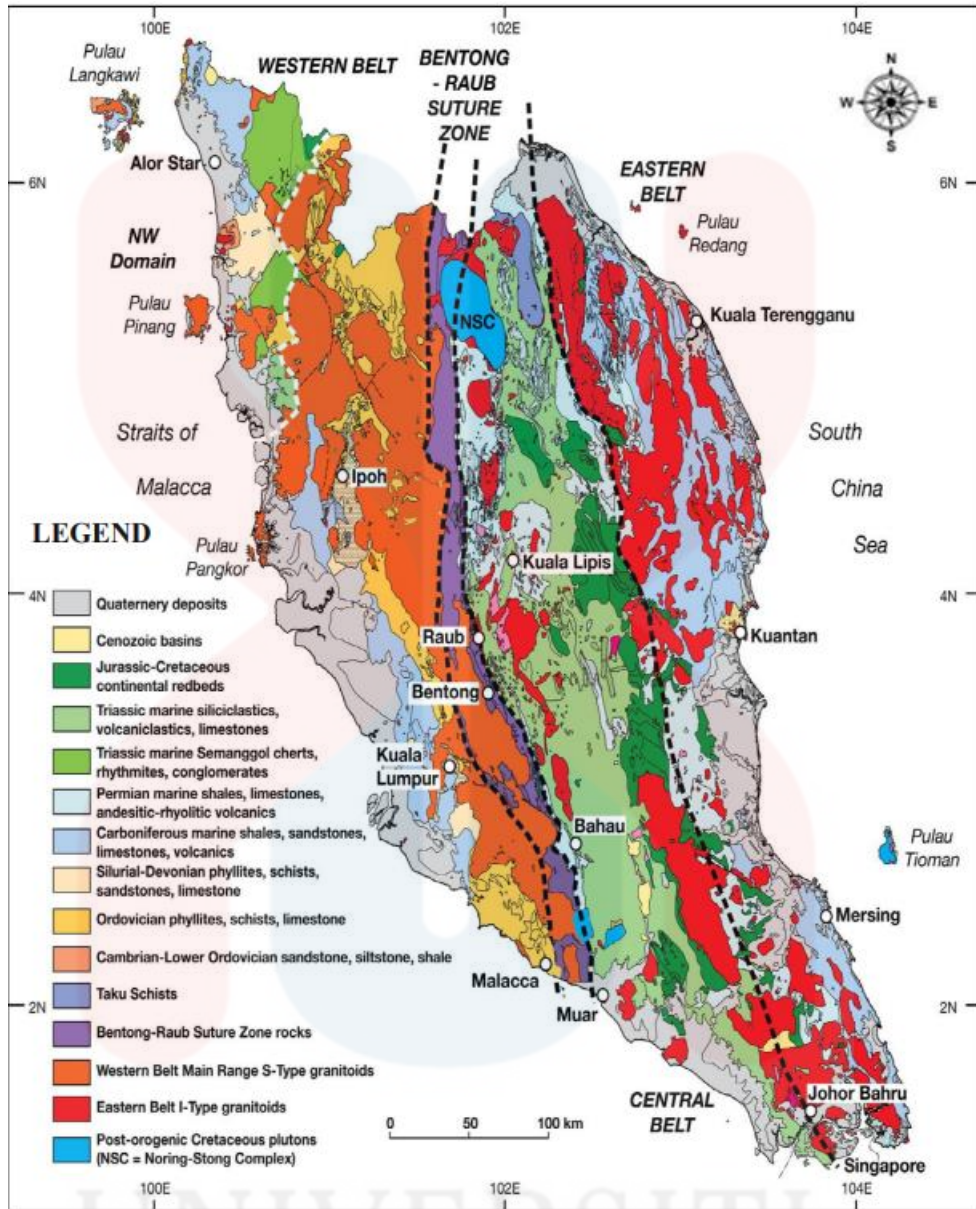 100E
102E
104E
Pulau
Langkawi
WESTERN BELT
BENTONG
- RAUB
SUTURE
ZONE
N
W
E
S
Alor Star
6N
EASTERN
BELT
6N
Pulau
Redang
NW
Domain
Pulau
Pinang
NSC
Kuala Terengganu
Straits of
Malacca
South
China
Sea
Ipoh
LEGEND
Pulau
Pangkor
Kuala Lipis
4N
4N
Quaternery deposits
Cenozoic basins
Jurassic-Cretaceous
continental redbeds
Triassic marine siliciclastics,
volcaniclastics, limestones
Triassic marine Semanggol cherts,
rhythmites, conglomerates
Permian marine shales, limestones,
andesitic-rhyolitic volcanics
Carboniferous marine shales, sandstones,
limestones, volcanics
Silurial-Devonian phyllites, schists,
sandstones, limestone
Ordovician phyllites, schists, limestone
Cambrian-Lower Ordovician sandstone, siltstone, shale
Taku Schists
Bentong-Raub Suture Zone rocks
Western Belt Main Range S-Type granitoids
Eastern Belt I-Type granitoids
Post-orogenic Cretaceous plutons
(NSC = Noring-Stong Complex)
Raub
Kuantan
Bentong
Kuala
Lumpur
Bahau
Pulau
Tioman
Mersing
Malacca
Muar
2N
2N
CENTRAL
BELT
Johor Bahru
Singapore
0 50 100 km
100E
102E
104E
UNIVERSITI